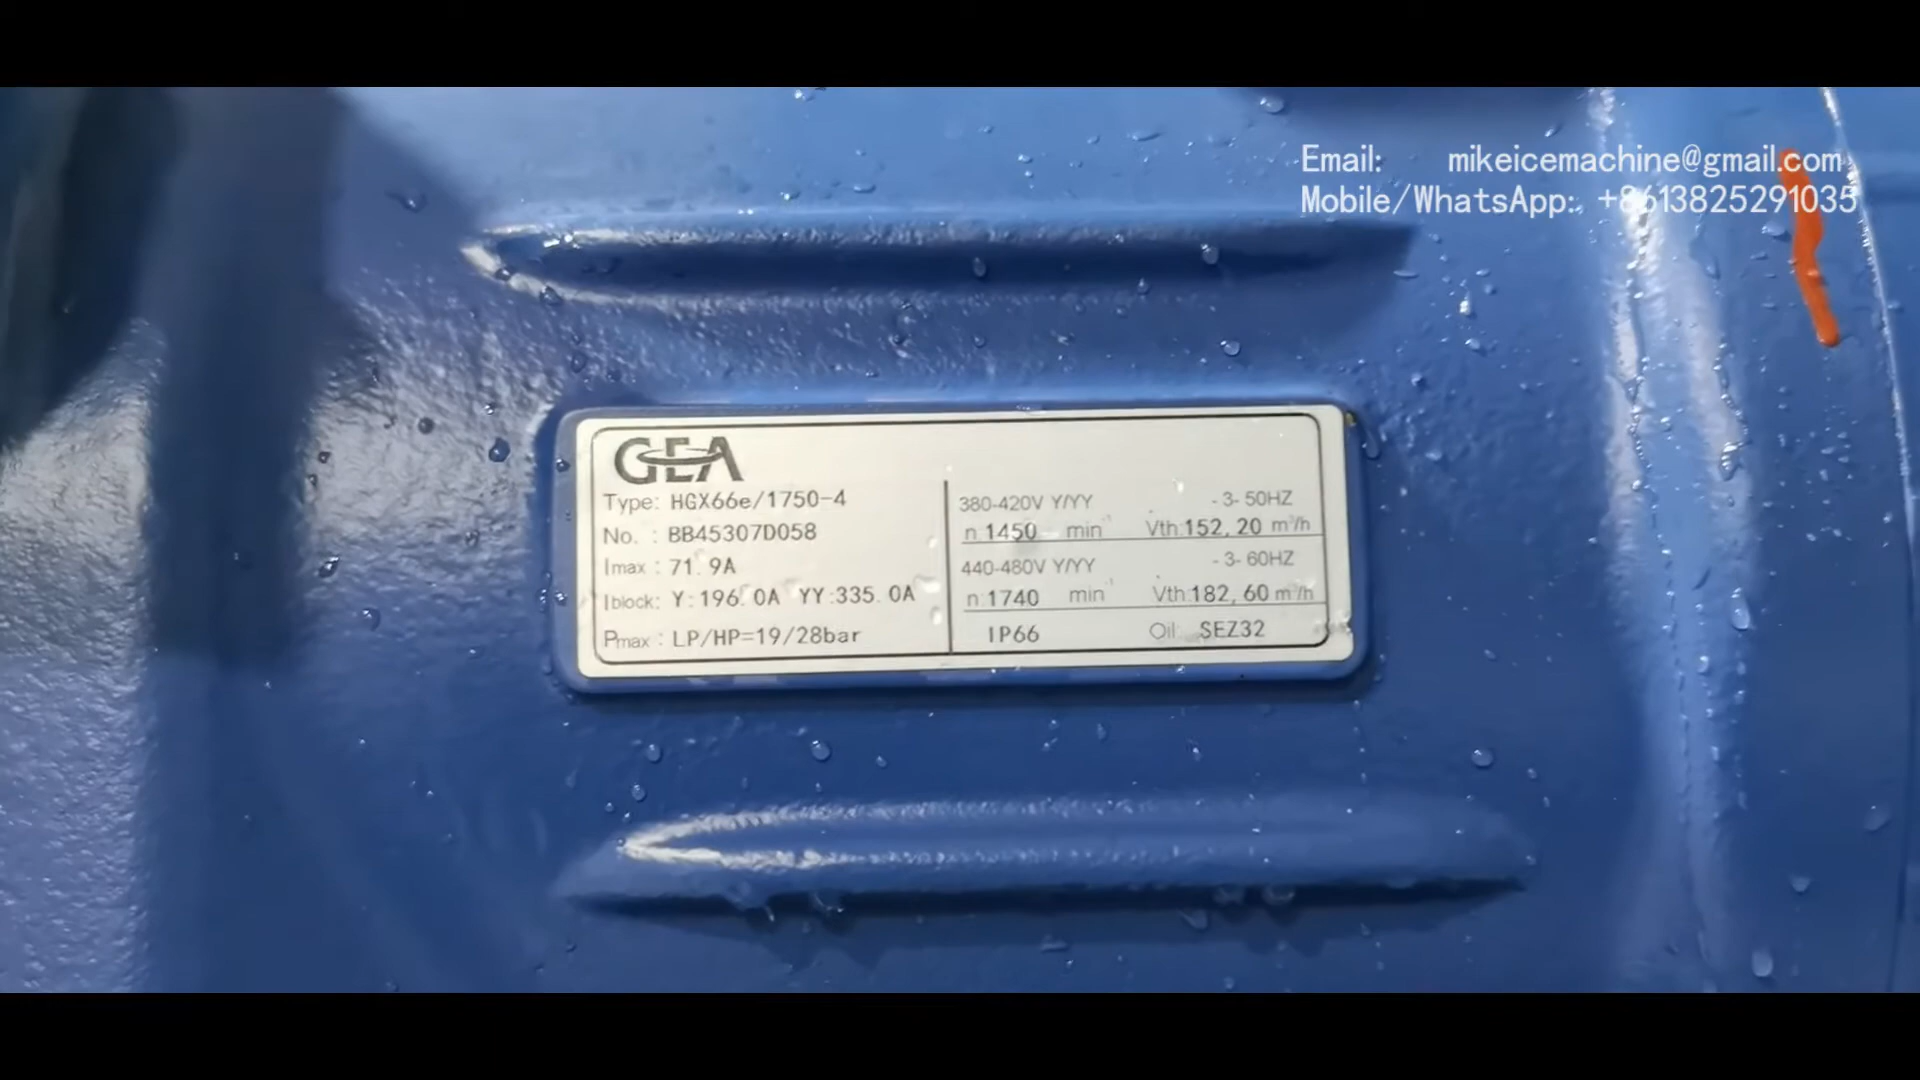 Email: mikeicemachine@gmail.com
Mobile/WhatsApp: +8613825291035
GEA
Type: HGX66e/1750-4
No. : BB45307D058
Imax : 71.9A
Iblock: Y:196.0A YY:335.0A
Pmax : LP/HP=19/28bar
380-420V Y/YY -3- 50HZ
n:1450 min⁻¹ Vth:152,20 m³/h
440-480V Y/YY -3- 60HZ
n:1740 min⁻¹ Vth:182,60 m³/h
IP66 Oil: SEZ32